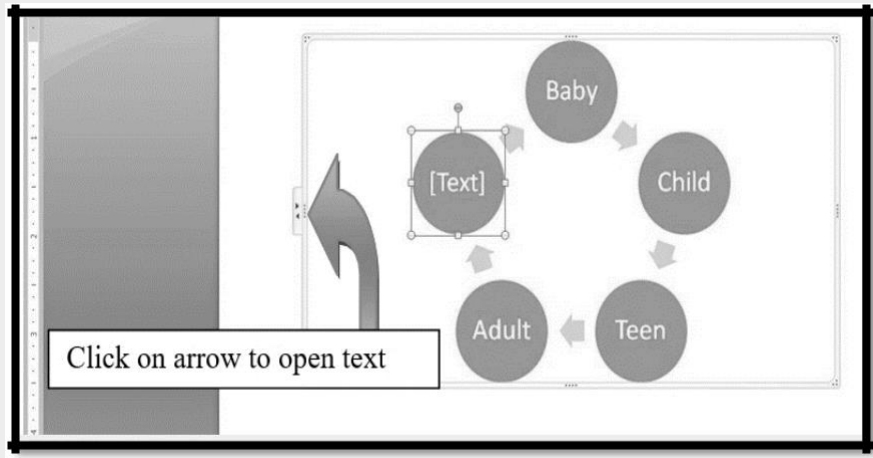 Baby
[Text]
Child
Adult
Teen
Click on arrow to open text